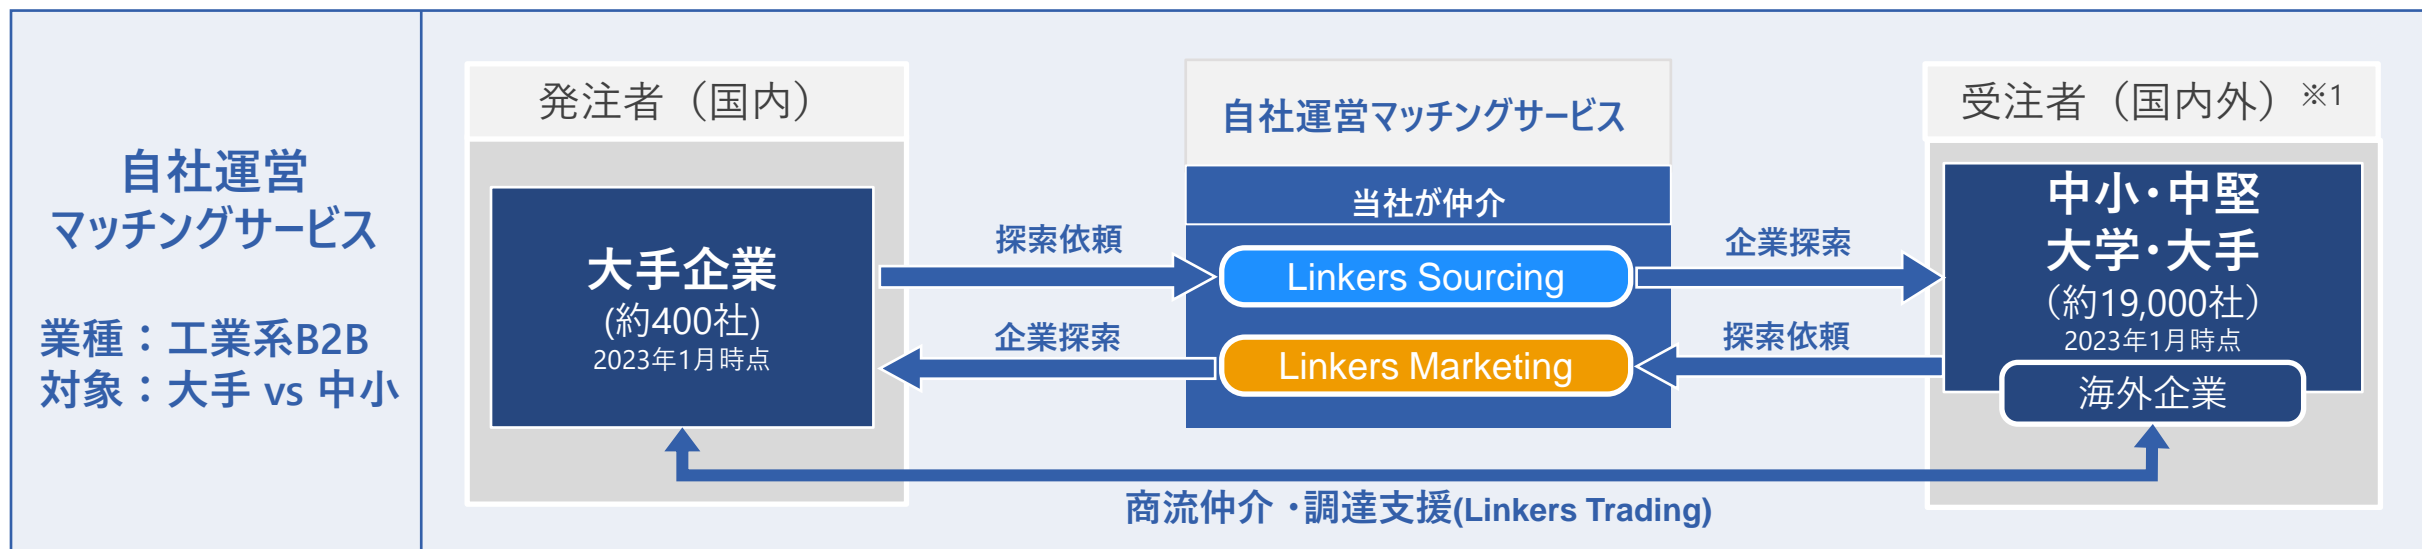 自社運営
マッチングサービス
業種：工業系B2B
対象：大手 vs 中小
発注者（国内）
大手企業
(約400社)
2023年1月時点
探索依頼
企業探索
自社運営マッチングサービス
当社が仲介
Linkers Sourcing
Linkers Marketing
企業探索
探索依頼
受注者（国内外）※1
中小・中堅
大学・大手
（約19,000社）
2023年1月時点
海外企業
商流仲介・調達支援(Linkers Trading)